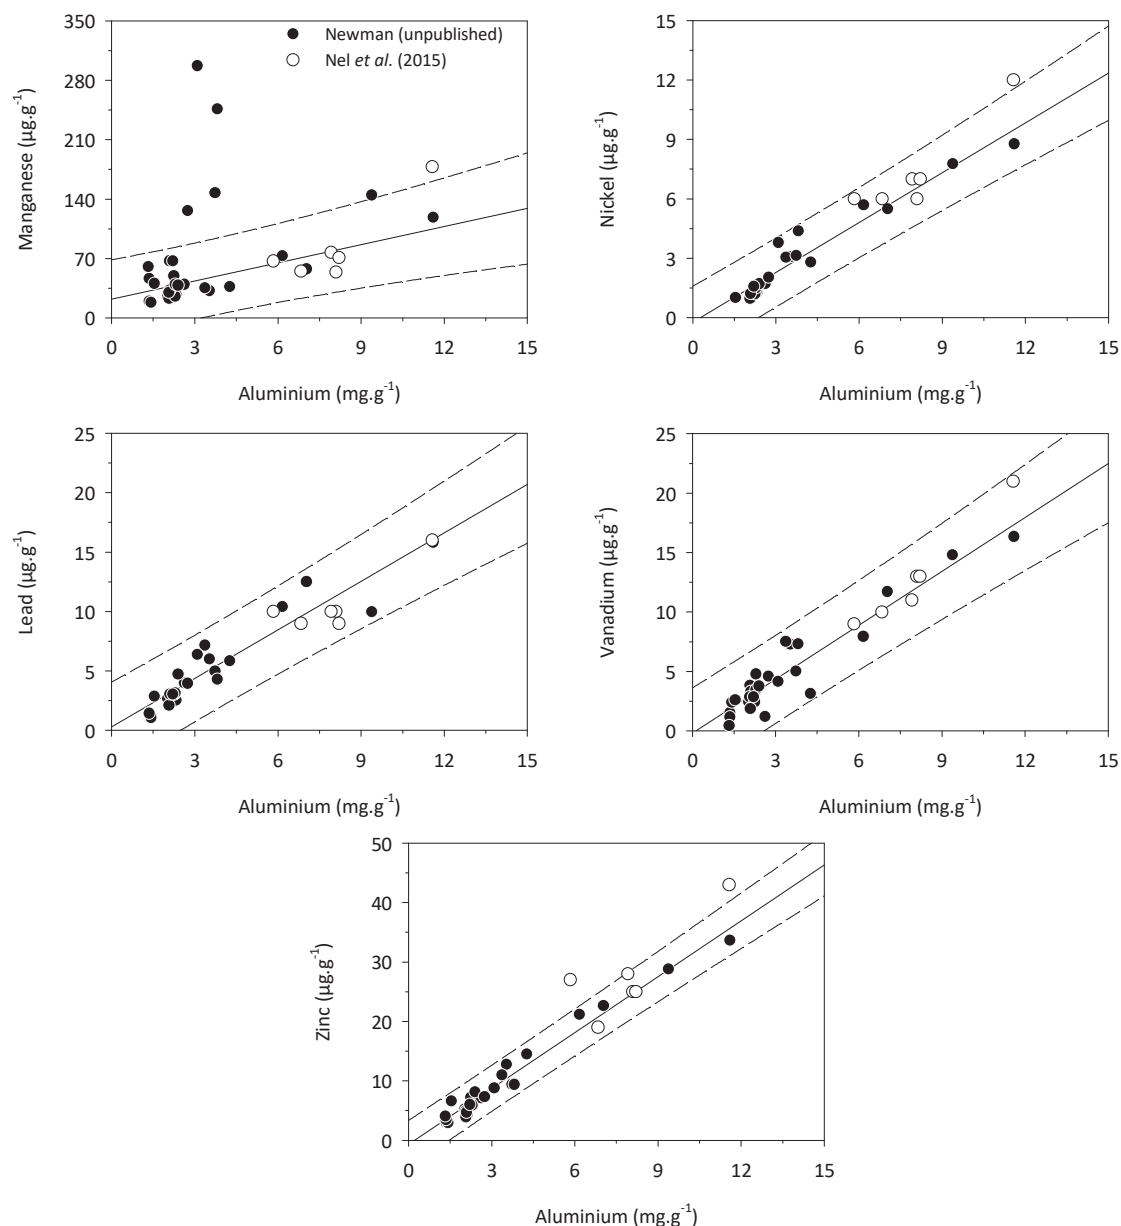 350
280
210
140
70
0
Manganese (µg.g-1)
Newman (unpublished)
Nel et al. (2015)
0 3 6 9 12 15
Aluminium (mg.g-1)
15
12
9
6
3
0
Nickel (µg.g-1)
0 3 6 9 12 15
Aluminium (mg.g-1)
25
20
15
10
5
0
Lead (µg.g-1)
0 3 6 9 12 15
Aluminium (mg.g-1)
25
20
15
10
5
0
Vanadium (µg.g-1)
0 3 6 9 12 15
Aluminium (mg.g-1)
50
40
30
20
10
0
Zinc (µg.g-1)
0 3 6 9 12 15
Aluminium (mg.g-1)